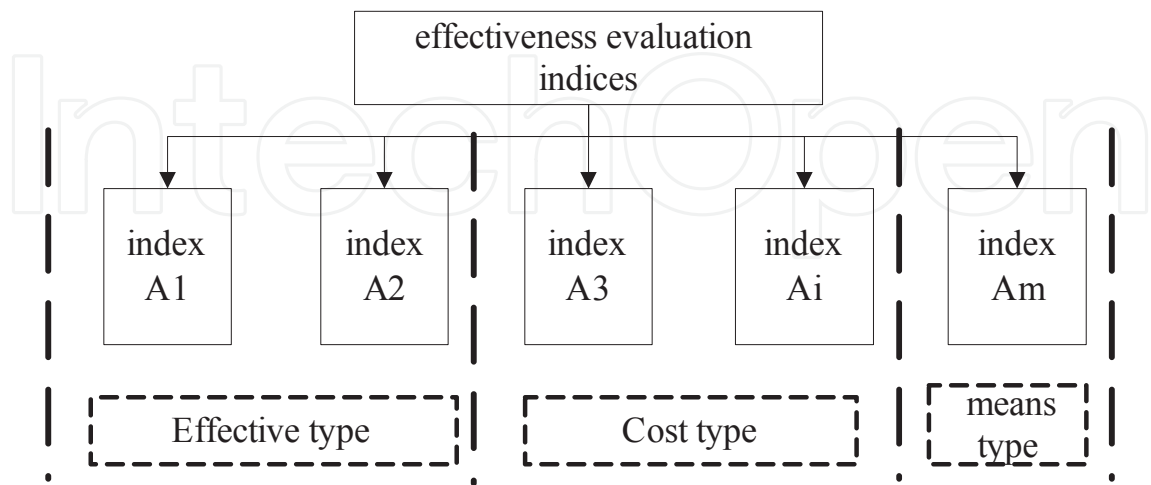 effectiveness evaluation
indices
IntechOpen
index
A1
index
A2
index
A3
index
Ai
index
Am
Effective type
Cost type
means
type